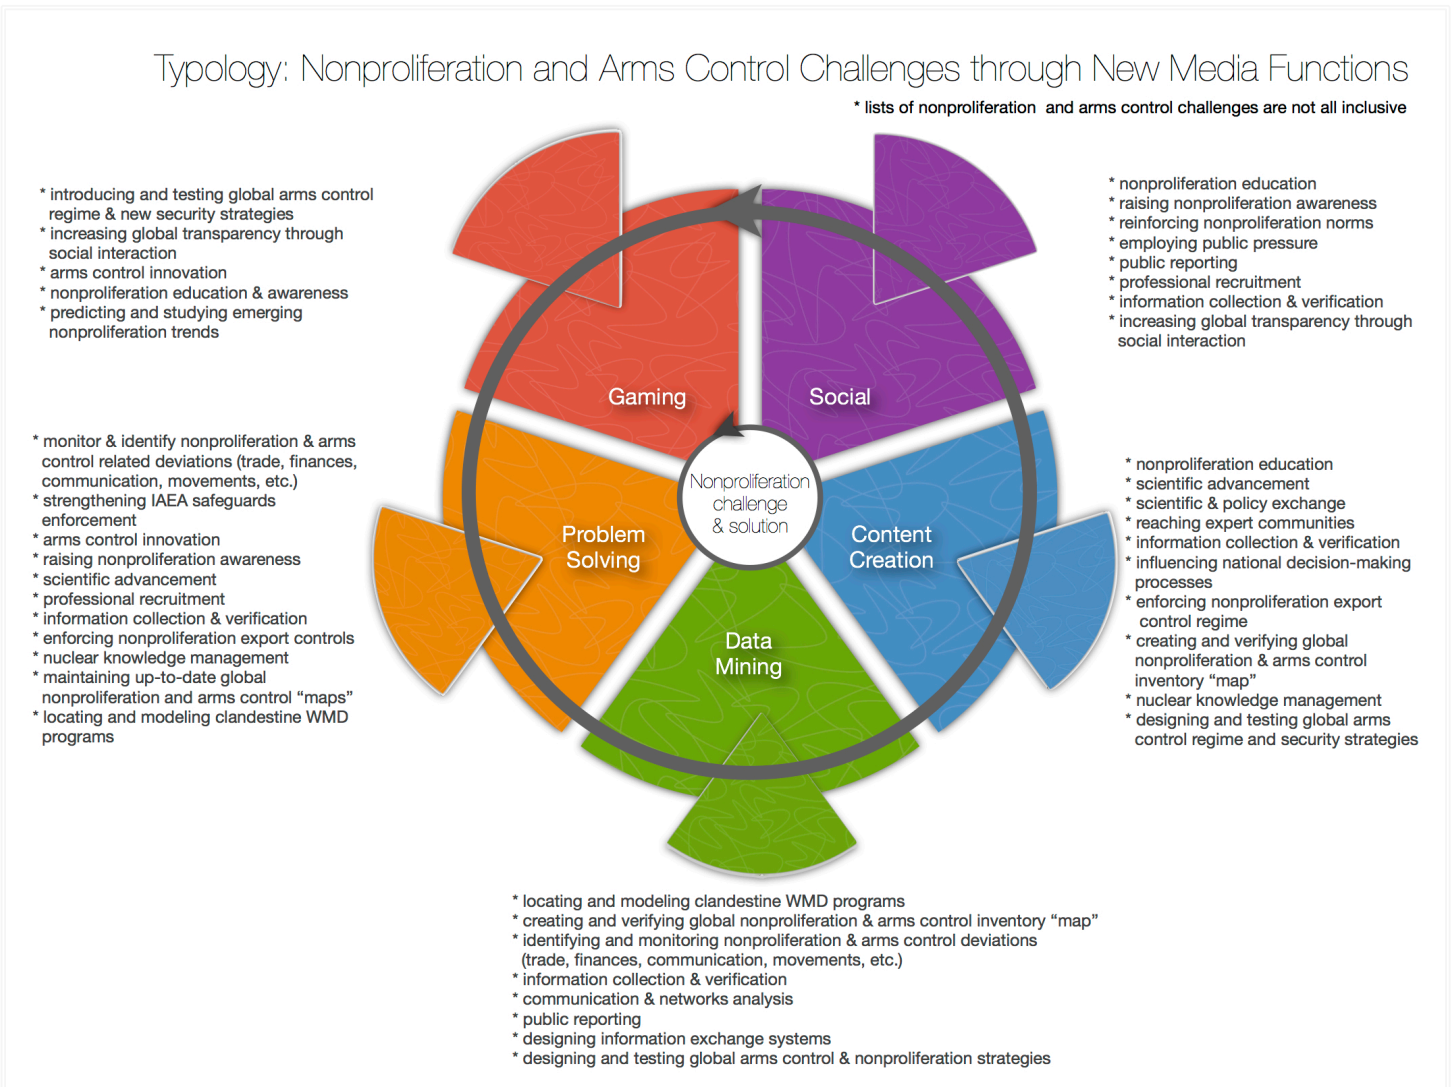 Typology: Nonproliferation and Arms Control Challenges through New Media Functions
* lists of nonproliferation and arms control challenges are not all inclusive
* introducing and testing global arms control
regime & new security strategies
* increasing global transparency through
social interaction
* arms control innovation
* nonproliferation education & awareness
* predicting and studying emerging
nonproliferation trends
* nonproliferation education
* raising nonproliferation awareness
* reinforcing nonproliferation norms
* employing public pressure
* public reporting
* professional recruitment
* information collection & verification
* increasing global transparency through
social interaction
Gaming
Social
Nonproliferation
challenge
& solution
Problem
Solving
Content
Creation
Data
Mining
* monitor & identify nonproliferation & arms
control related deviations (trade, finances,
communication, movements, etc.)
* strengthening IAEA safeguards
enforcement
* arms control innovation
* raising nonproliferation awareness
* scientific advancement
* professional recruitment
* information collection & verification
* enforcing nonproliferation export controls
* nuclear knowledge management
* maintaining up-to-date global
nonproliferation and arms control “maps”
* locating and modeling clandestine WMD
programs
* nonproliferation education
* scientific advancement
* scientific & policy exchange
* reaching expert communities
* information collection & verification
* influencing national decision-making
processes
* enforcing nonproliferation export
control regime
* creating and verifying global
nonproliferation & arms control
inventory “map”
* nuclear knowledge management
* designing and testing global arms
control regime and security strategies
* locating and modeling clandestine WMD programs
* creating and verifying global nonproliferation & arms control inventory “map”
* identifying and monitoring nonproliferation & arms control deviations
(trade, finances, communication, movements, etc.)
* information collection & verification
* communication & networks analysis
* public reporting
* designing information exchange systems
* designing and testing global arms control & nonproliferation strategies